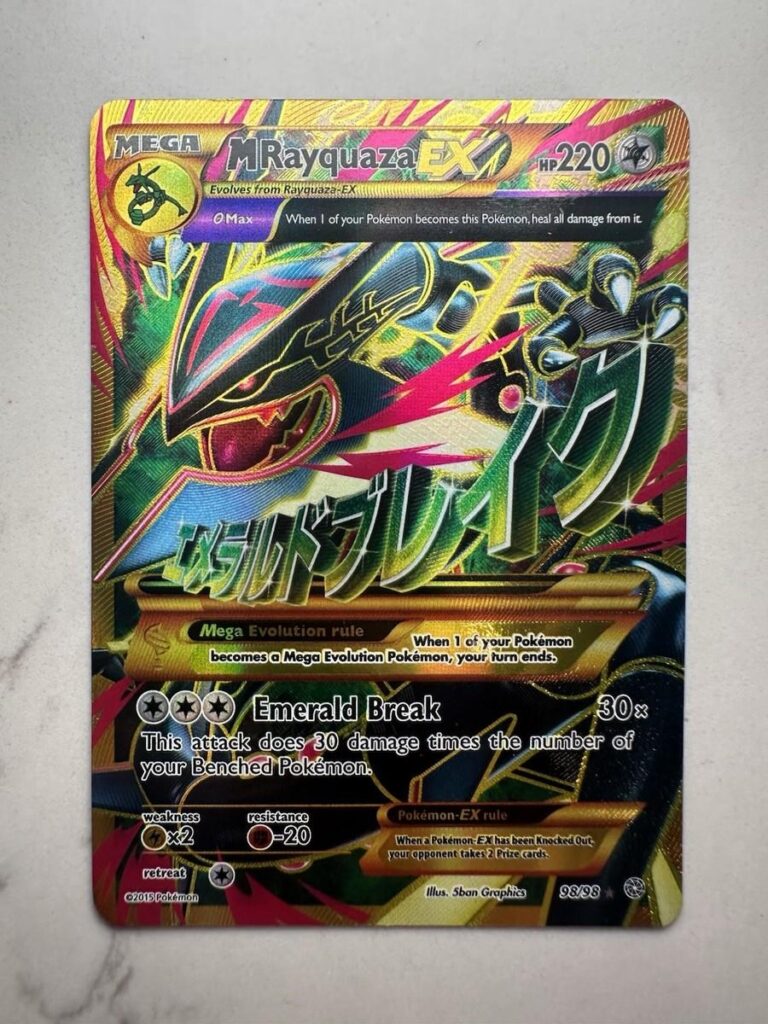 MEGA
M Rayquaza EX
HP 220
Evolves from Rayquaza-EX
θ Max When 1 of your Pokémon becomes this Pokémon, heal all damage from it.
エメラルドブレイク
Mega Evolution rule
When 1 of your Pokémon
becomes a Mega Evolution Pokémon, your turn ends.
Emerald Break 30×
This attack does 30 damage times the number of
your Benched Pokémon.
weakness resistance
×2 -20
Pokémon-EX rule
When a Pokémon-EX has been Knocked Out,
your opponent takes 2 Prize cards.
retreat
©2015 Pokémon
Illus. 5ban Graphics 98/98 ★